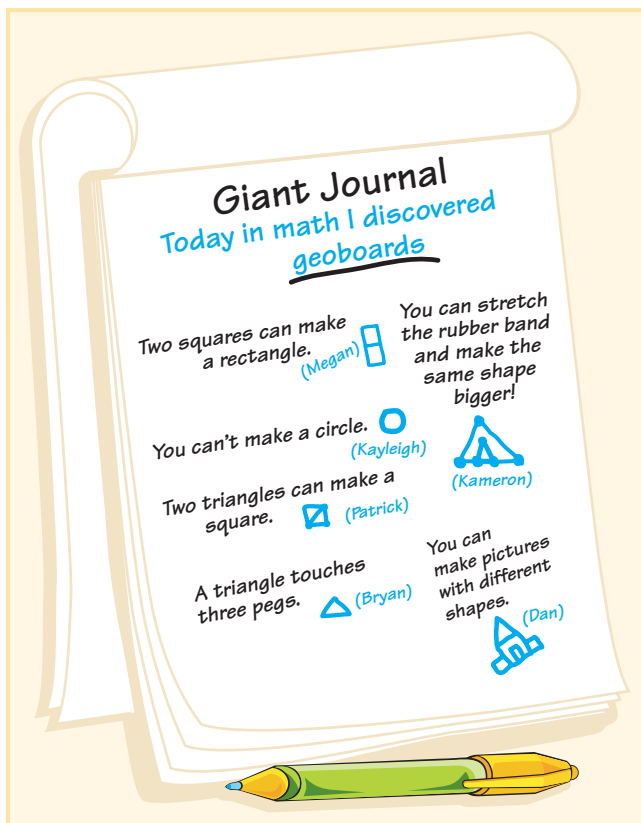 Giant Journal
Today in math I discovered
geoboards
Two squares can make
a rectangle.
(Megan)
You can stretch
the rubber band
and make the
same shape
bigger!
(Kameron)
You can't make a circle.
(Kayleigh)
Two triangles can make a
square.
(Patrick)
A triangle touches
three pegs.
(Bryan)
You can
make pictures
with different
shapes.
(Dan)